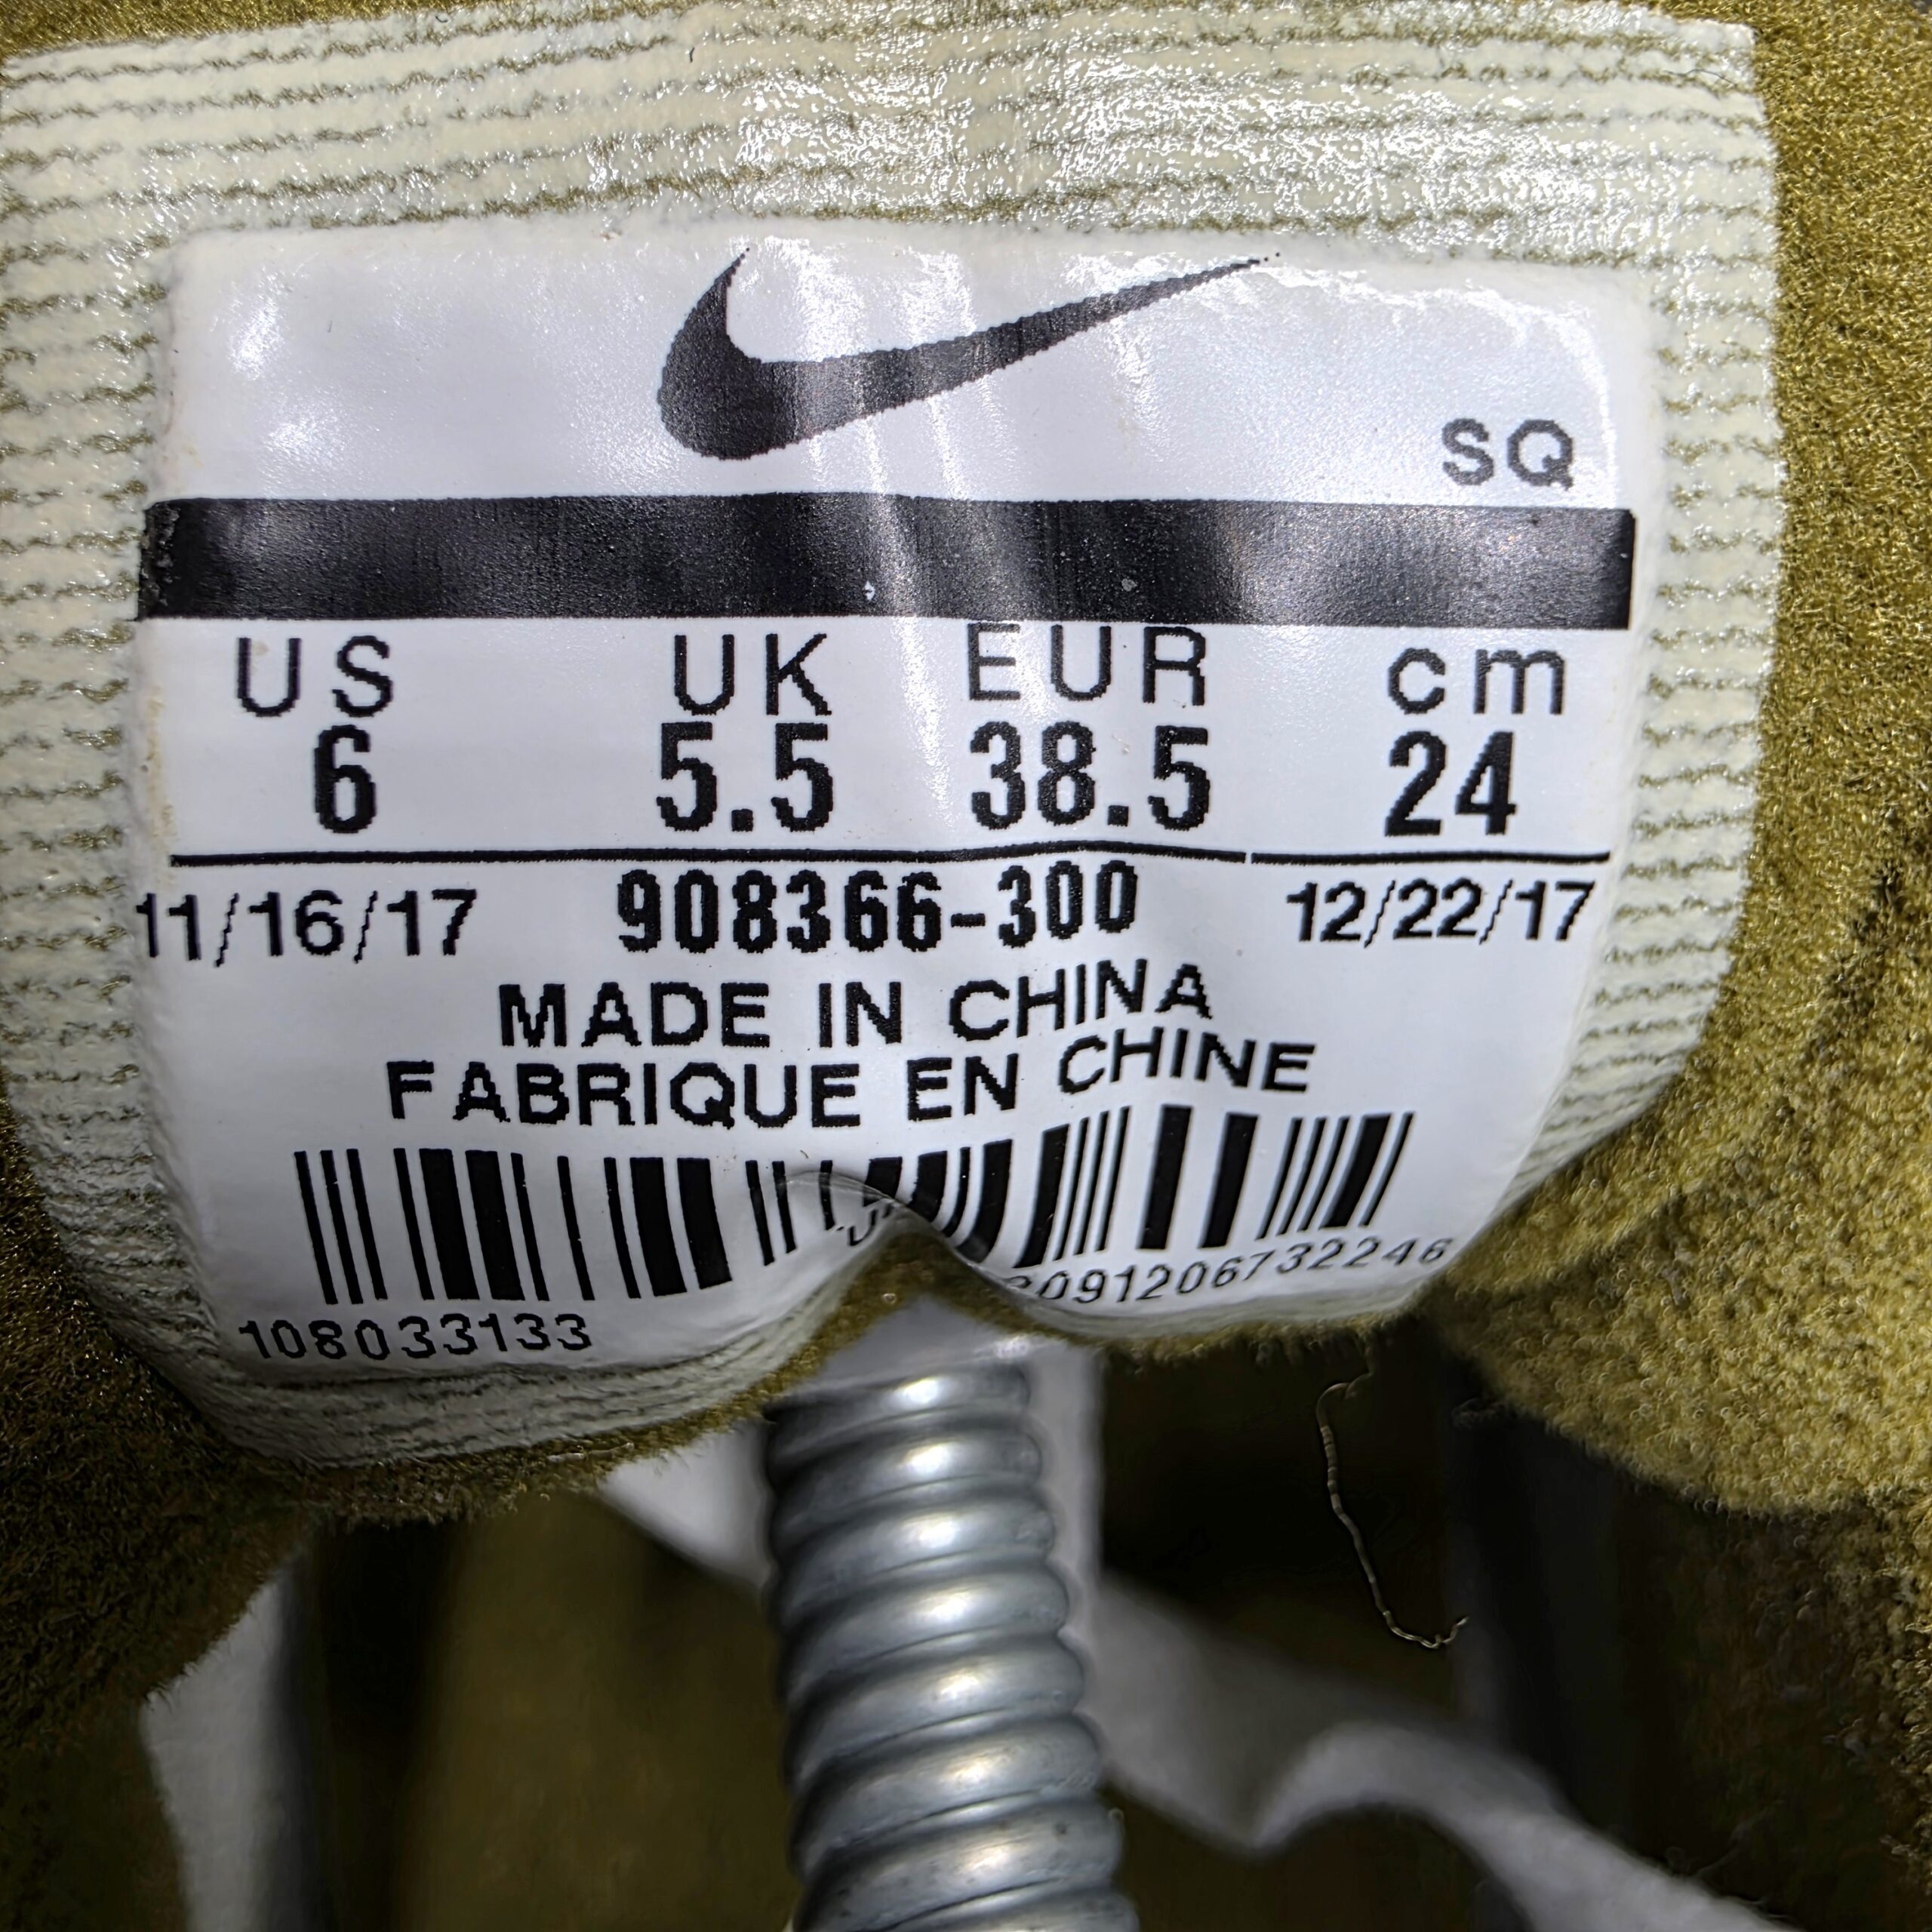 SQ
US UK EUR cm
6 5.5 38.5 24
11/16/17 908366-300 12/22/17
MADE IN CHINA
FABRIQUE EN CHINE
108033133 091206732246